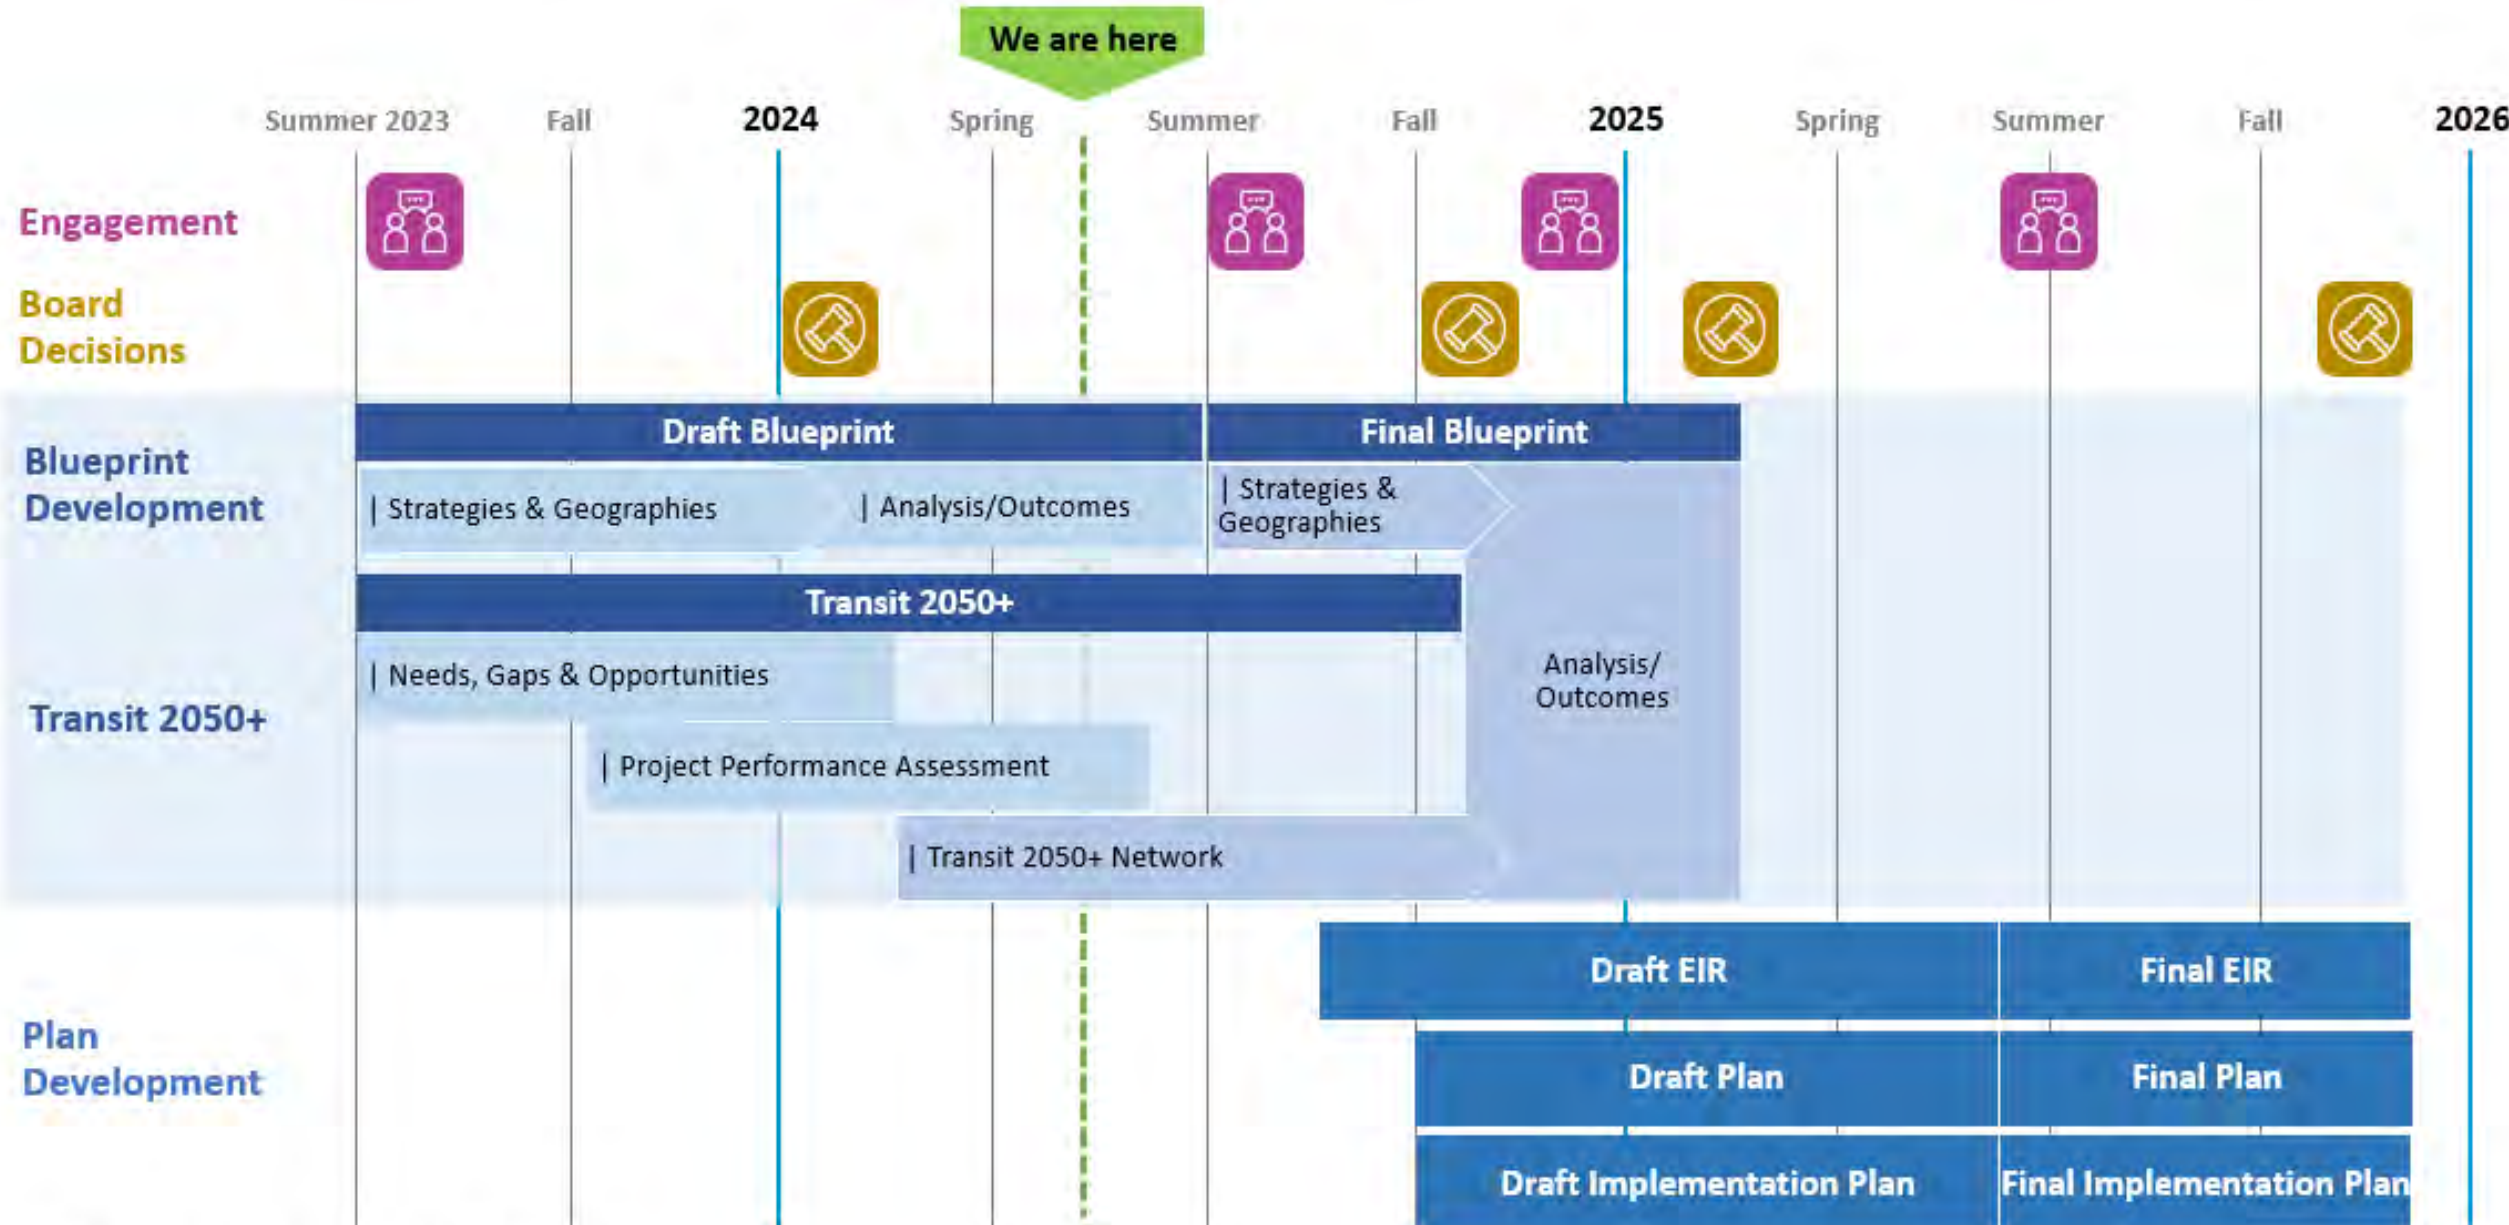 We are here
Summer 2023
Fall
2024
Spring
Summer
Fall
2025
Spring
Summer
Fall
2026
Engagement
Board
Decisions
Blueprint
Development
Draft Blueprint
Final Blueprint
| Strategies & Geographies
| Analysis/Outcomes
| Strategies &
Geographies
Transit 2050+
Transit 2050+
| Needs, Gaps & Opportunities
| Project Performance Assessment
| Transit 2050+ Network
Analysis/
Outcomes
Plan
Development
Draft EIR
Final EIR
Draft Plan
Final Plan
Draft Implementation Plan
Final Implementation Plan